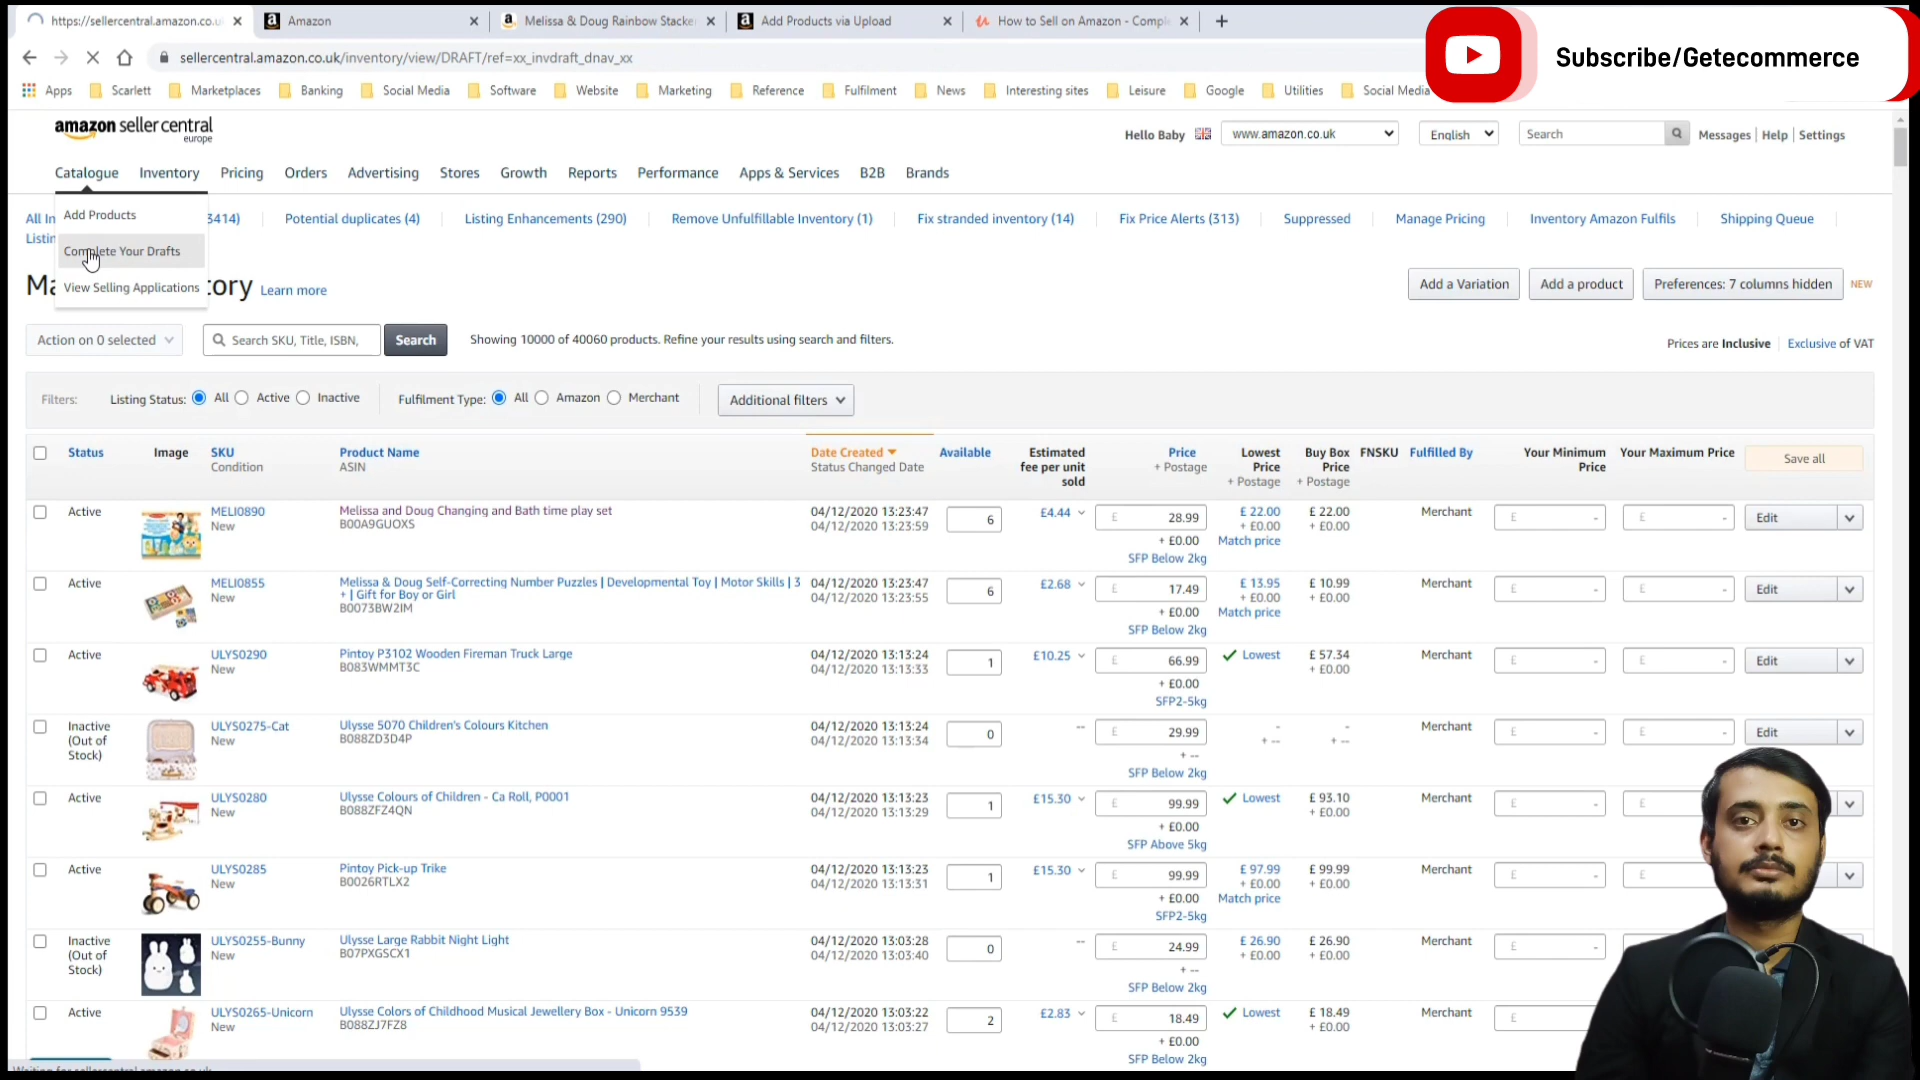 https://sellercentral.amazon.co.u
Amazon
Melissa & Doug Rainbow Stacke
Add Products via Upload
How to Sell on Amazon - Comple
Subscribe/Getecommerce
sellercentral.amazon.co.uk/inventory/view/DRAFT/ref=xx_invdraft_dnav_xx
Apps Scarlett Marketplaces Banking Social Media Software Website Marketing Reference Fulfilment News Interesting sites Leisure Google Utilities Social Media
amazon seller central
europe
Hello Baby www.amazon.co.uk English Search Messages | Help | Settings
Catalogue Inventory Pricing Orders Advertising Stores Growth Reports Performance Apps & Services B2B Brands
Add Products
Complete Your Drafts
View Selling Applications
All In 3414) Potential duplicates (4) Listing Enhancements (290) Remove Unfulfillable Inventory (1) Fix stranded inventory (14) Fix Price Alerts (313) Suppressed Manage Pricing Inventory Amazon Fulfils Shipping Queue
Listin
Ma tory Learn more
Add a Variation Add a product Preferences: 7 columns hidden NEW
Action on 0 selected Search SKU, Title, ISBN, Search Showing 10000 of 40060 products. Refine your results using search and filters.
Prices are Inclusive | Exclusive of VAT
Filters: Listing Status: All Active Inactive Fulfilment Type: All Amazon Merchant Additional filters
Status Image SKU Product Name Date Created Available Estimated Price Lowest Buy Box FNSKU Fulfilled By Your Minimum Your Maximum Price Save all
Condition ASIN Status Changed Date fee per unit + Postage Price Price Price
sold + Postage + Postage
Active MELI0890 Melissa and Doug Changing and Bath time play set 04/12/2020 13:23:47 6 £4.44 £ 28.99 £ 22.00 £ 22.00 Merchant £ - £ - Edit
New B00A9GUOXS 04/12/2020 13:23:59 + £0.00 + £0.00 + £0.00
Match price
SFP Below 2kg
Active MELI0855 Melissa & Doug Self-Correcting Number Puzzles | Developmental Toy | Motor Skills | 3 04/12/2020 13:23:47 6 £2.68 £ 17.49 £ 13.95 £ 10.99 Merchant £ - £ - Edit
New + | Gift for Boy or Girl 04/12/2020 13:23:55 + £0.00 + £0.00 + £0.00
B0073BW2IM Match price
SFP Below 2kg
Active ULYS0290 Pintoy P3102 Wooden Fireman Truck Large 04/12/2020 13:13:24 1 £10.25 £ 66.99 Lowest £ 57.34 Merchant £ - £ - Edit
New B083WMMT3C 04/12/2020 13:13:33 + £0.00 + £0.00
SFP2-5kg
Inactive ULYS0275-Cat Ulysse 5070 Children's Colours Kitchen 04/12/2020 13:13:24 0 -- £ 29.99 - - Merchant £ - £ - Edit
(Out of New B088ZD3D4P 04/12/2020 13:13:34 + -- + -- + --
Stock)
SFP Below 2kg
Active ULYS0280 Ulysse Colours of Children - Ca Roll, P0001 04/12/2020 13:13:23 1 £15.30 £ 99.99 Lowest £ 93.10 Merchant £ - £
New B088ZFZ4QN 04/12/2020 13:13:29 + £0.00 + £0.00
SFP Above 5kg
Active ULYS0285 Pintoy Pick-up Trike 04/12/2020 13:13:23 1 £15.30 £ 99.99 £ 97.99 £ 99.99 Merchant £ - £
New B0026RTLX2 04/12/2020 13:13:31 + £0.00 + £0.00 + £0.00
Match price
SFP2-5kg
Inactive ULYS0255-Bunny Ulysse Large Rabbit Night Light 04/12/2020 13:03:28 0 -- £ 24.99 £ 26.90 £ 26.90 Merchant £ - £
(Out of New B07PXGSCX1 04/12/2020 13:03:40 + -- + £0.00 + £0.00
Stock)
SFP Below 2kg
Active ULYS0265-Unicorn Ulysse Colors of Childhood Musical Jewellery Box - Unicorn 9539 04/12/2020 13:03:22 2 £2.83 £ 18.49 Lowest £ 18.49 Merchant £
New B088ZJ7FZ8 04/12/2020 13:03:27 + £0.00 + £0.00
SFP Below 2kg